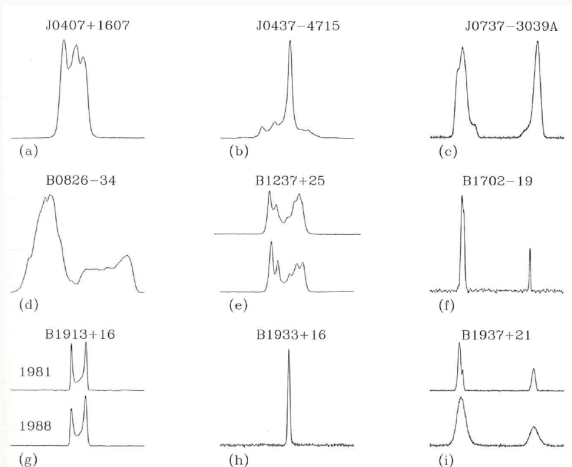 J0407+1607
J0437-4715
J0737-3039A
(a)
(b)
(c)
B0826-34
B1237+25
B1702-19
(d)
(e)
(f)
B1913+16
B1933+16
B1937+21
1981
1988
(g)
(h)
(i)